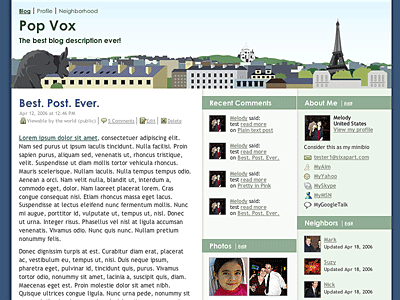 Blog | Profile | Neighborhood
Pop Vox
The best blog description ever!
Best. Post. Ever.
Apr 12, 2006 at 12:46 PM
Viewable by the world (public) | 5 Comments | Edit | Delete
Lorem ipsum dolor sit amet, consectetuer adipiscing elit.
Nam sed purus ut ipsum iaculis tincidunt. Nulla facilisi. Proin
sapien purus, aliquam sed, venenatis ut, rhoncus tristique,
velit. Suspendisse ut diam mollis tortor vehicula rhoncus.
Mauris scelerisque. Nullam iaculis. Nulla tempus tempus odio.
Aenean a orci. Nam velit nulla, blandit ut, interdum a,
commodo eget, dolor. Nam placerat rhoncus lorem. Cras
congue consequat nisl. Etiam rhoncus massa eget lacus.
Suspendisse at lectus eleifend nunc fermentum mollis. Nunc
mi augue, porttitor id, vulputate ut, tempus ut, nisl. Donec
ut urna. Integer risus. Phasellus vel nisl at ligula accumsan
venenatis. Vivamus odio. Nunc quis nunc. Nullam pretium
nonummy felis.
Donec dignissim turpis at est. Curabitur diam erat, placerat
ac, vestibulum eu, tempus ut, nisl. Duis neque ipsum,
pharetra eget, pulvinar id, tincidunt quis, purus. Vivamus
tortor odio, nonummy sit amet, lacinia a, suscipit quis, diam.
Maecenas eget est. Proin molestie dolor sit amet nibh. Duis
Quisque ultrices congue ligula. Nunc urna pede, nonummy sit
Recent Comments
Melody said:
test read more
on Plain text post
Melody said:
test read more
on Best. Post. Ever.
Melody said:
test read more
on Pretty in Pink
Melody said:
test read more
on Best. Post. Ever.
Photos | Edit
About Me | Edit
Melody
United States
View my profile
Consider this as my minibio
tester1@sixapart.com
MyAim
MyYahoo
MySkype
MyMSN
MyGoogleTalk
Neighbors | Edit
Mark
Updated Apr 18, 2006
Suzy
Updated Apr 18, 2006
Nick
Updated Apr 18, 2006